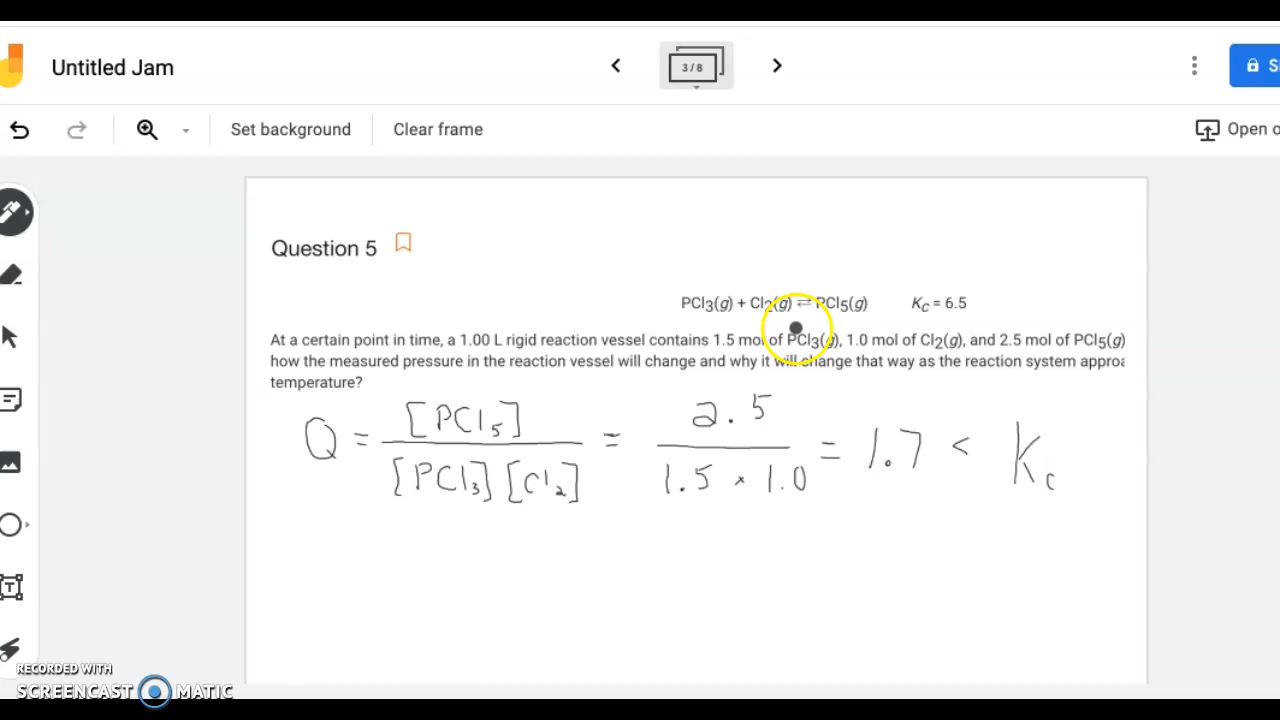 Untitled Jam
3 / 8
S
Set background
Clear frame
Open o
Question 5
PCl3(g) + Cl2(g) ⇌ PCl5(g) KC = 6.5
At a certain point in time, a 1.00 L rigid reaction vessel contains 1.5 mol of PCl3(g), 1.0 mol of Cl2(g), and 2.5 mol of PCl5(g)
how the measured pressure in the reaction vessel will change and why it will change that way as the reaction system approa
temperature?
Q = [PCl5] / [PCl3][Cl2] = 2.5 / 1.5 × 1.0 = 1.7 < Kc
RECORDED WITH
SCREENCAST MATIC